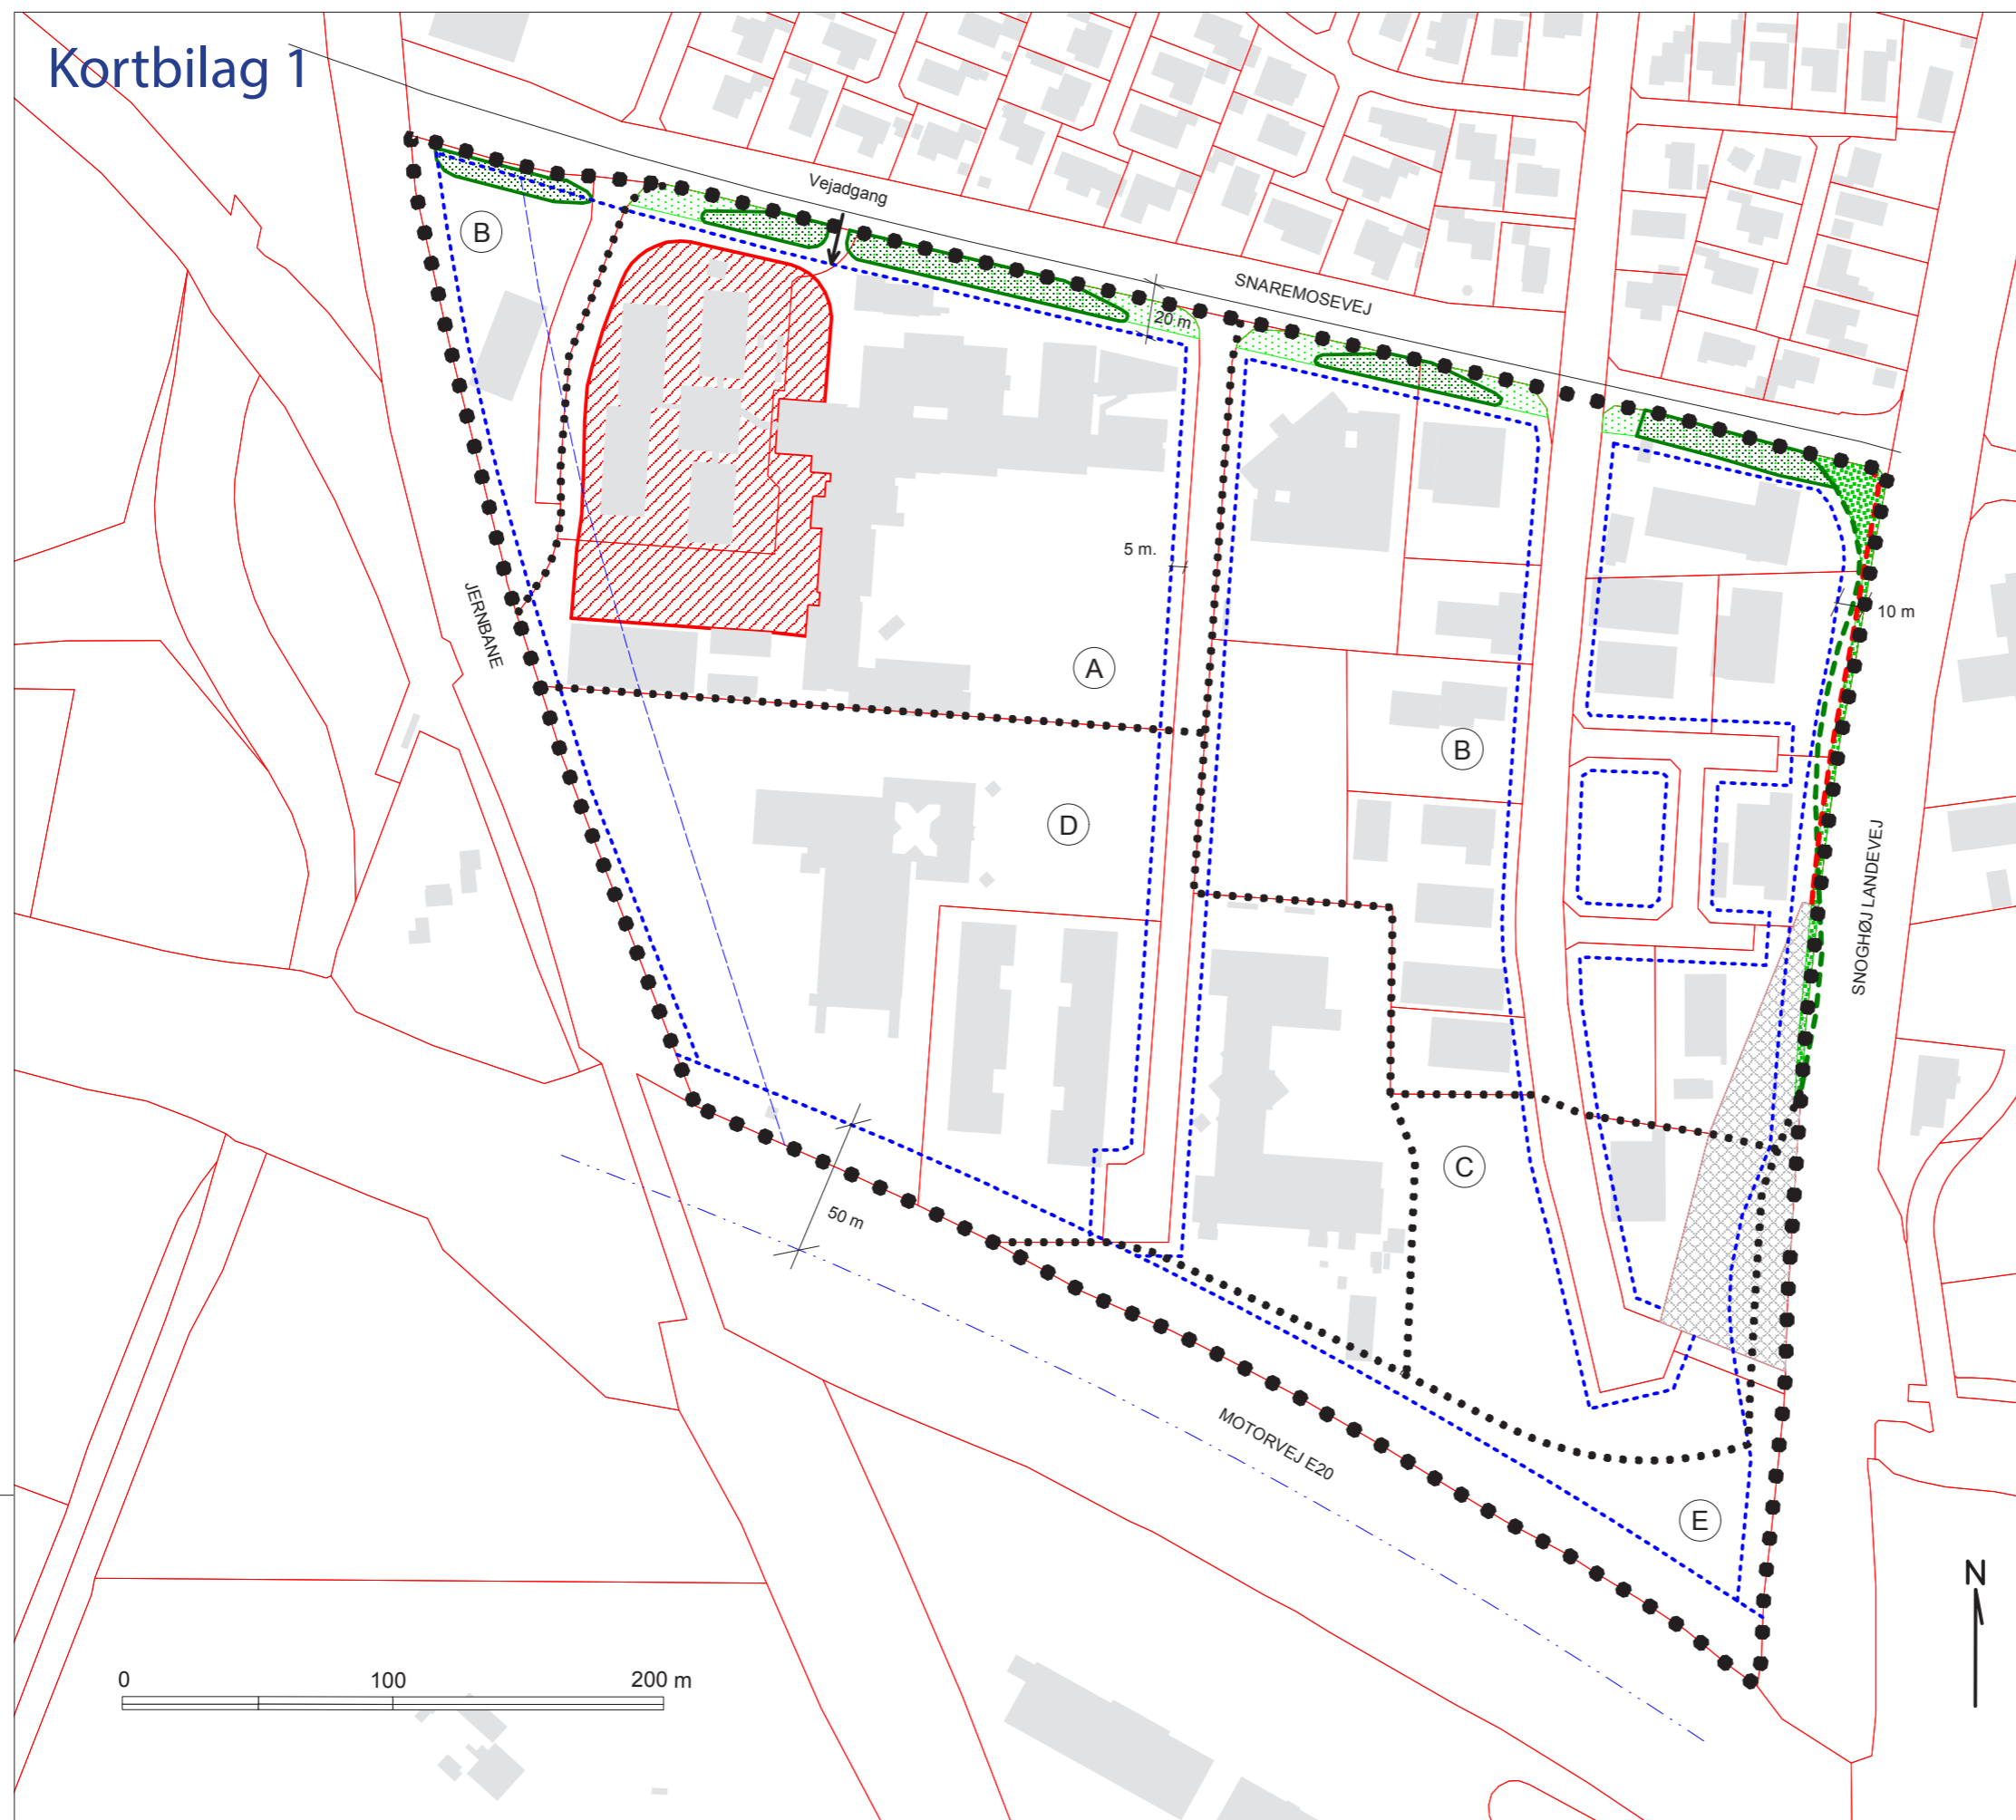 Kortbilag 1
Vejadgang
B
SNAREMOSEVEJ
20 m
5 m.
JERNBANE
10 m
A
B
D
SNOGHØJ LANDEVEJ
C
50 m
MOTORVEJ E20
E
N
0 100 200 m